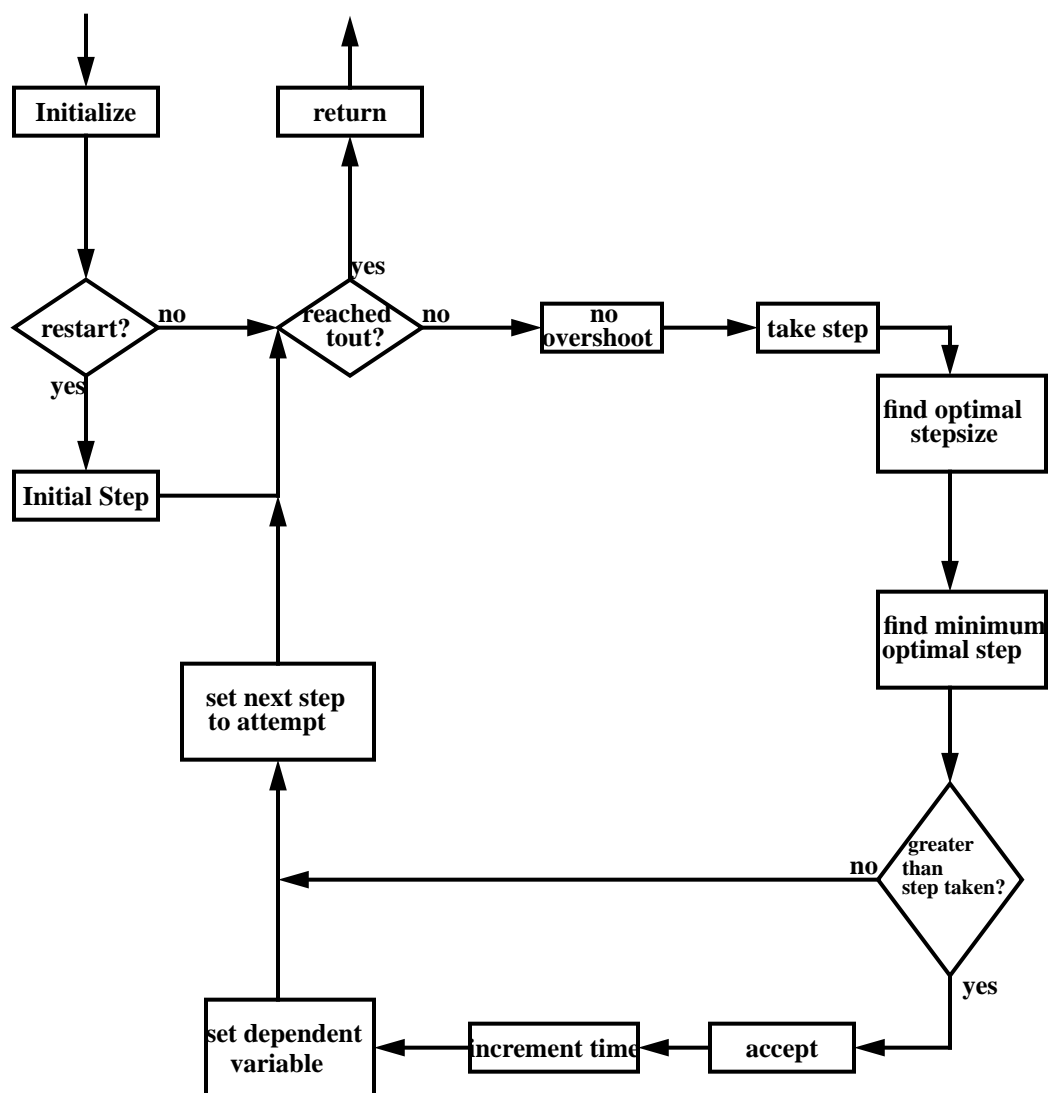 Initialize
return
yes
restart?
no
reached
tout?
no
no
overshoot
take step
yes
find optimal
stepsize
Initial Step
find minimum
optimal step
set next step
to attempt
greater
than
step taken?
no
yes
set dependent
variable
increment time
accept